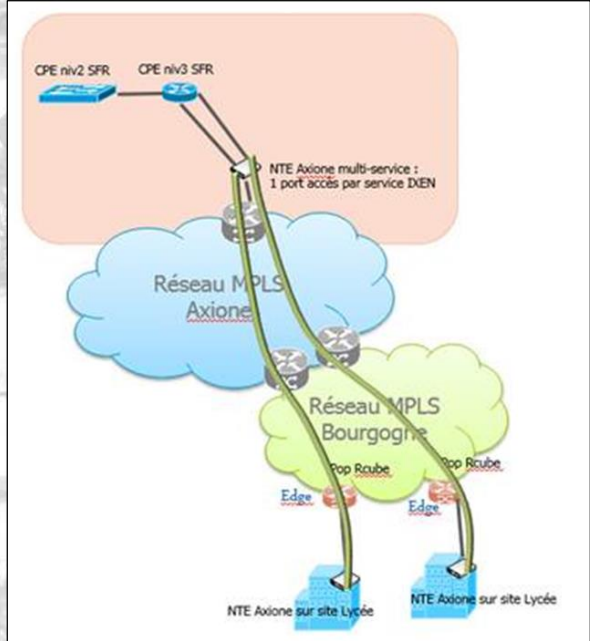 CPE niv2 SFR
CPE niv3 SFR
NTE Axione multi-service :
1 port accès par service IXEN
Réseau MPLS
Axione
Réseau MPLS
Bourgogne
Pop Rcube
Pop Rcube
Edge
Edge
NTE Axione sur site Lycée
NTE Axione sur site Lycée